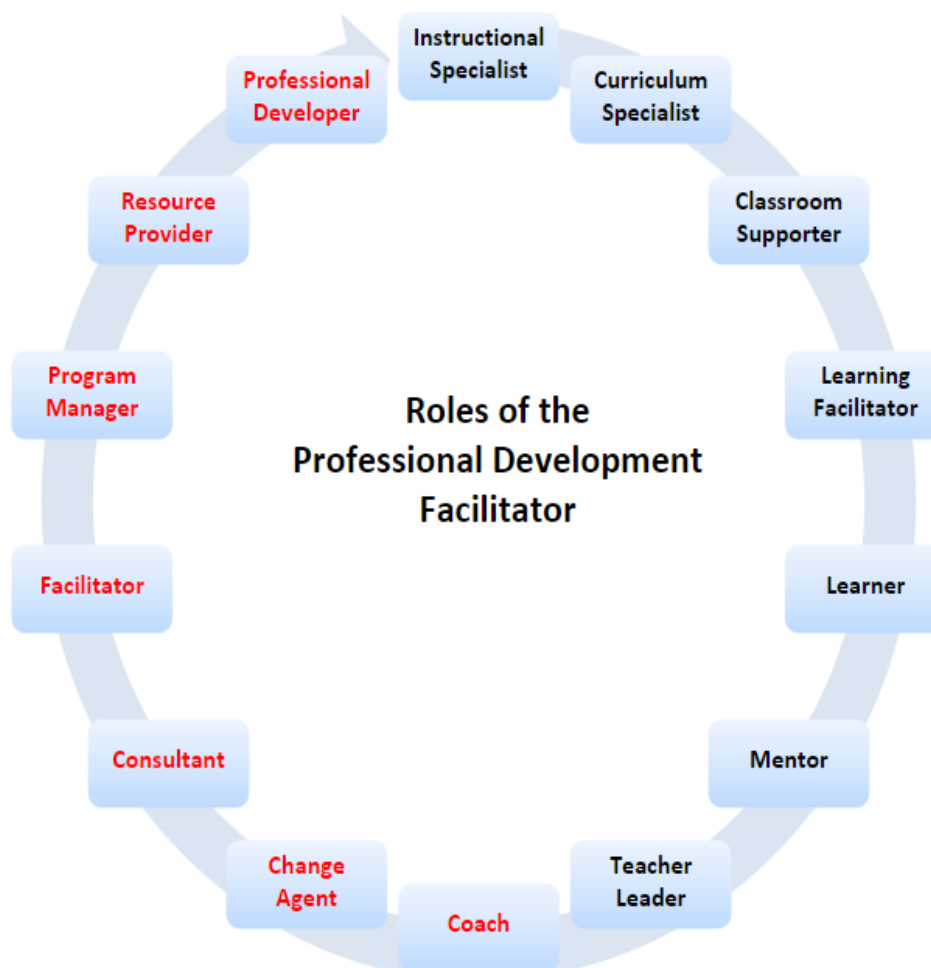 Instructional
Specialist
Curriculum
Specialist
Classroom
Supporter
Learning
Facilitator
Learner
Mentor
Teacher
Leader
Coach
Change
Agent
Consultant
Facilitator
Program
Manager
Resource
Provider
Professional
Developer
Roles of the
Professional Development
Facilitator